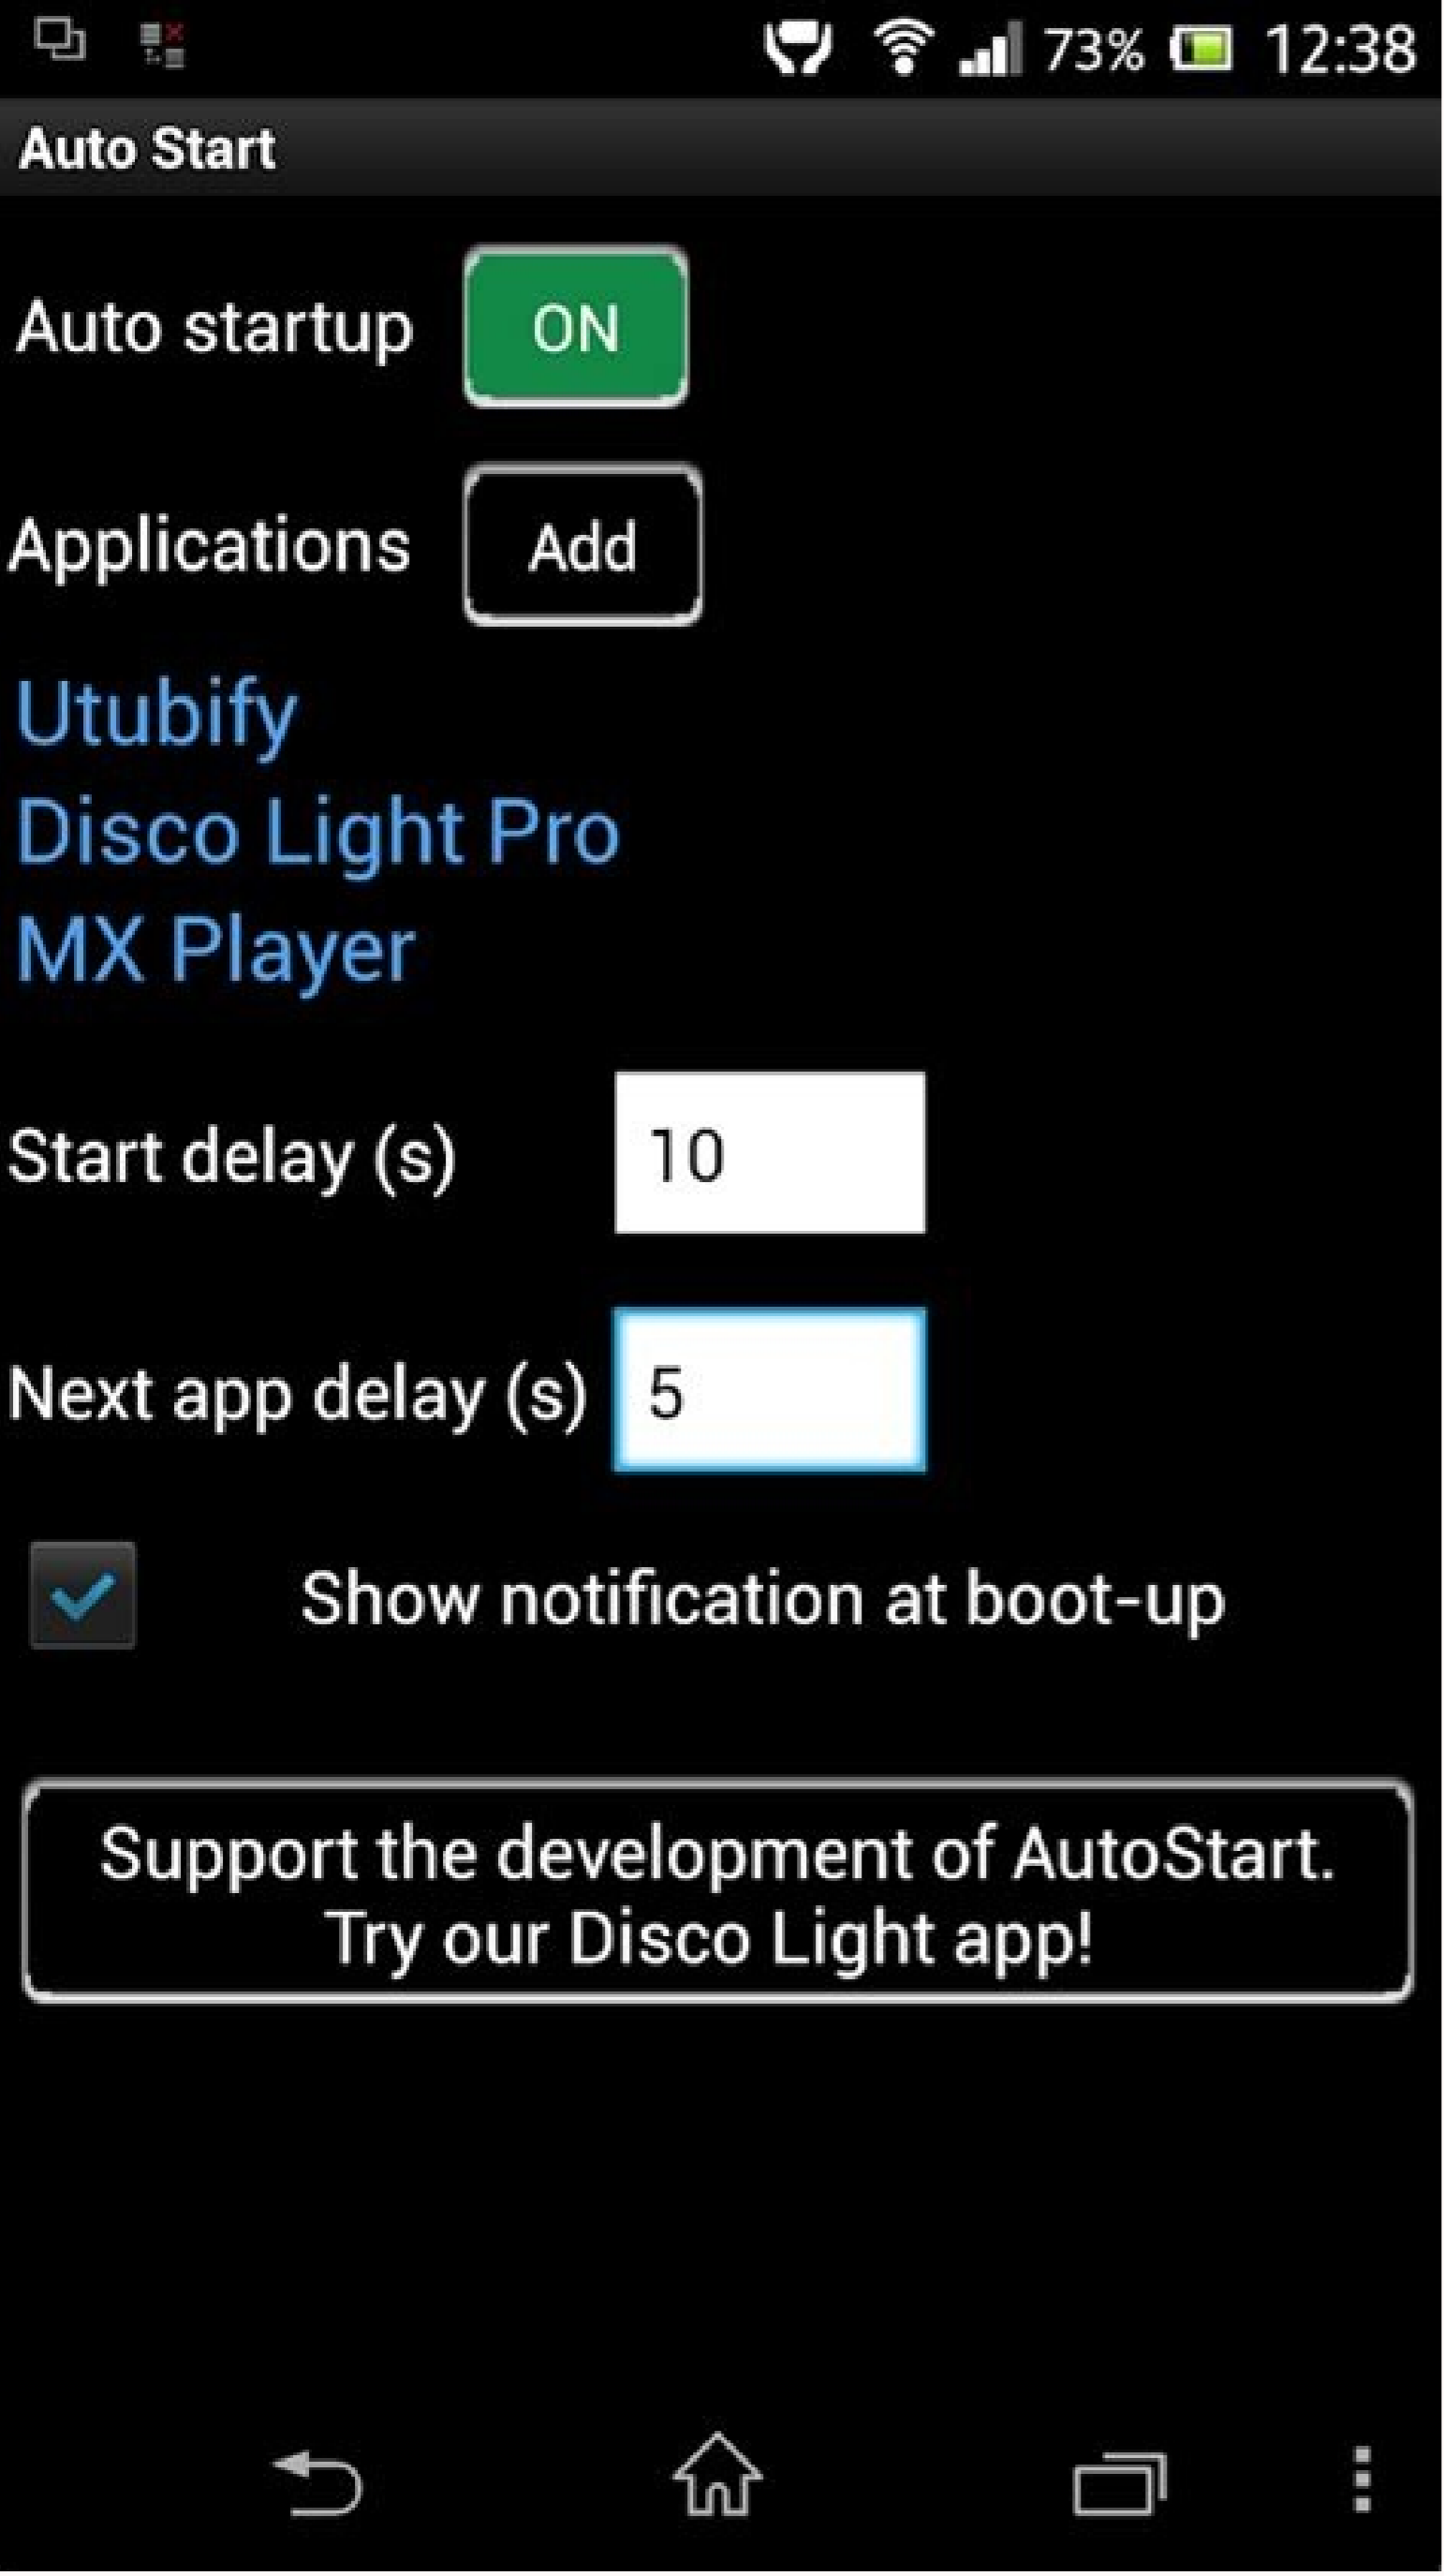 73% 12:38
Auto Start
Auto startup ON
Applications Add
Utubify
Disco Light Pro
MX Player
Start delay (s) 10
Next app delay (s) 5
Show notification at boot-up
Support the development of AutoStart.
Try our Disco Light app!